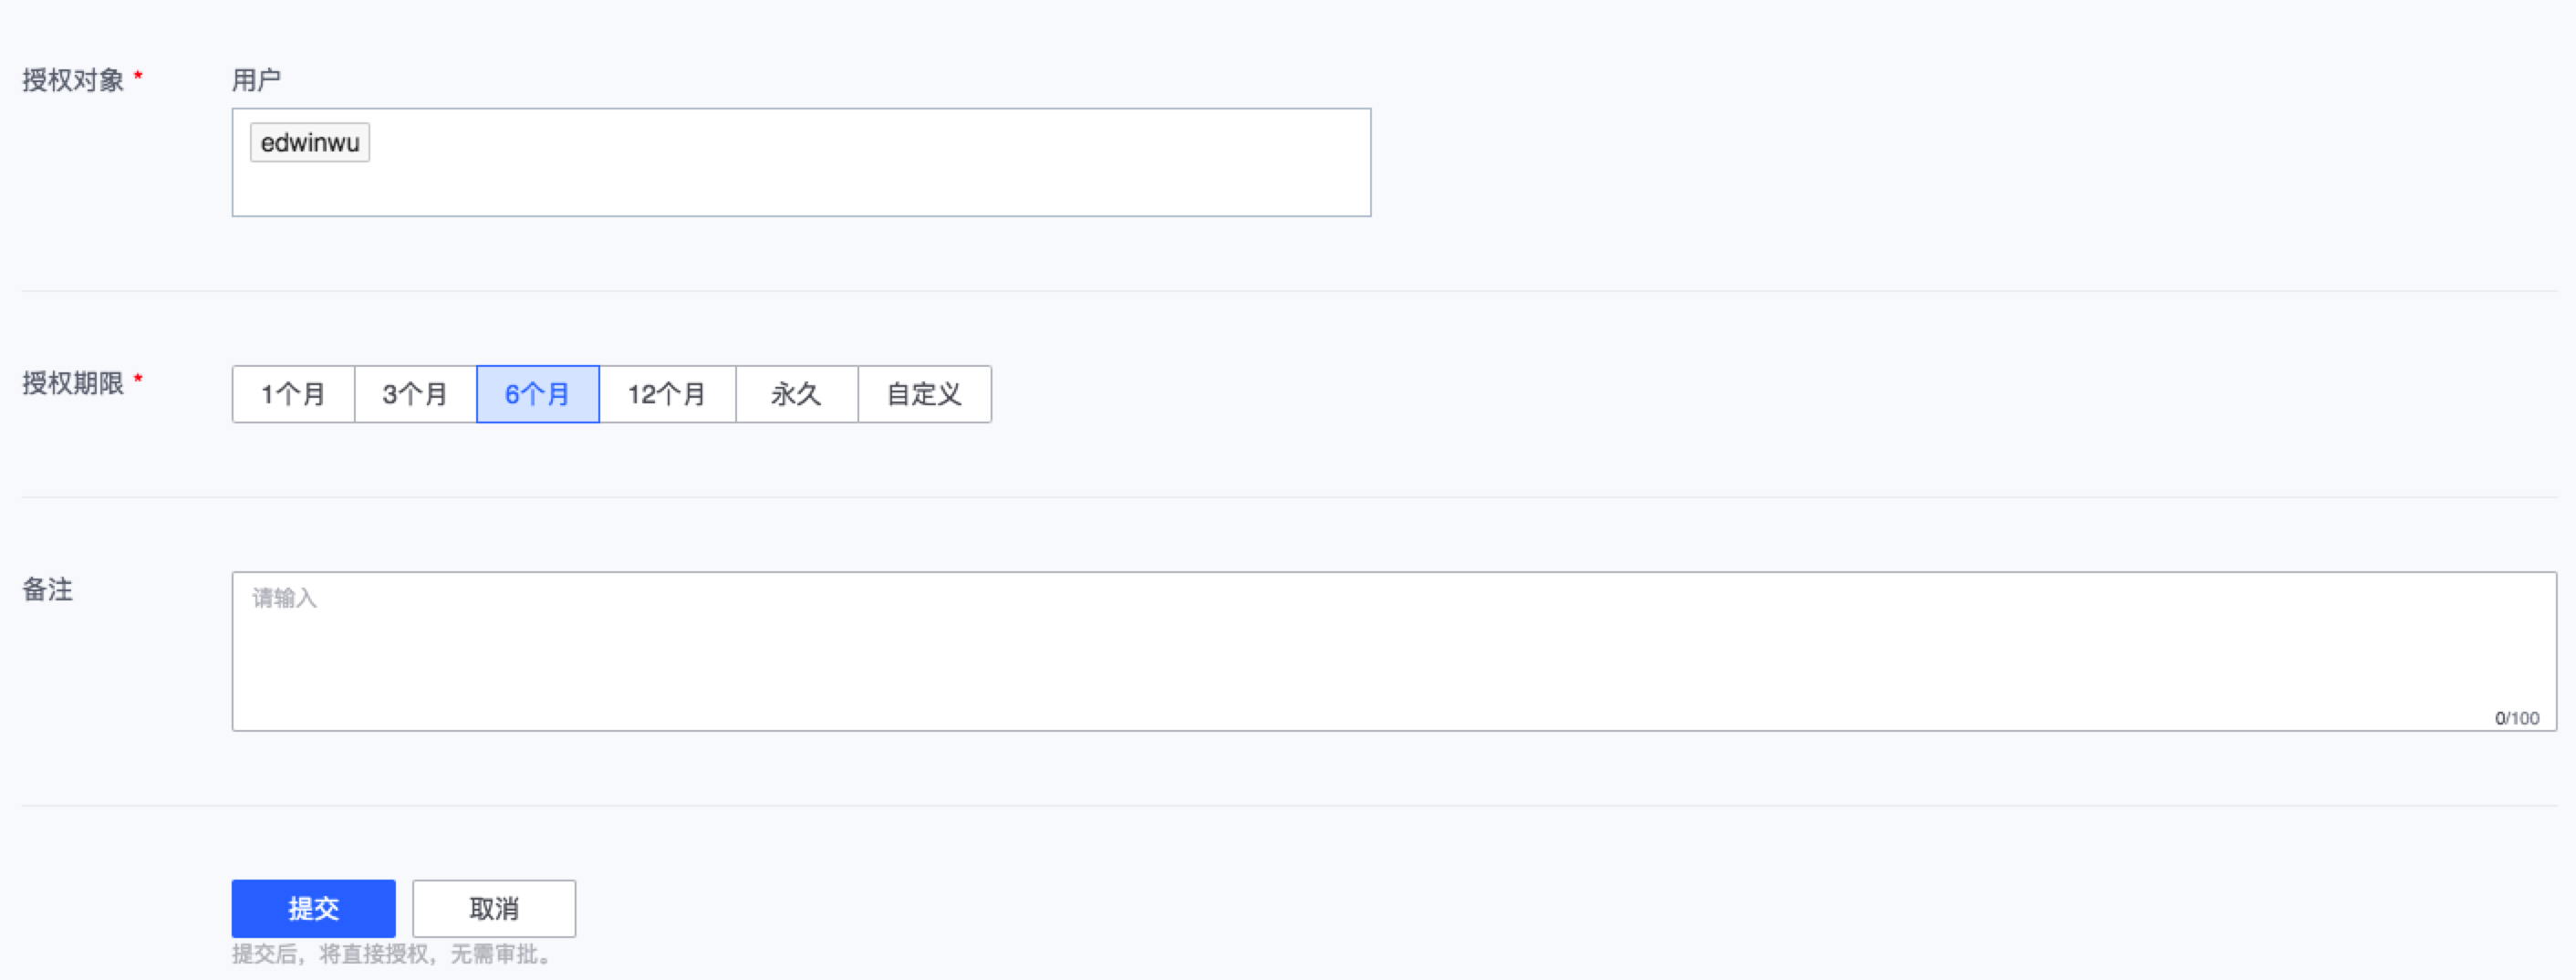 授权对象 *
用户
edwinwu
授权期限 *
1个月 3个月 6个月 12个月 永久 自定义
备注
请输入
0/100
提交 取消
提交后，将直接授权，无需审批。